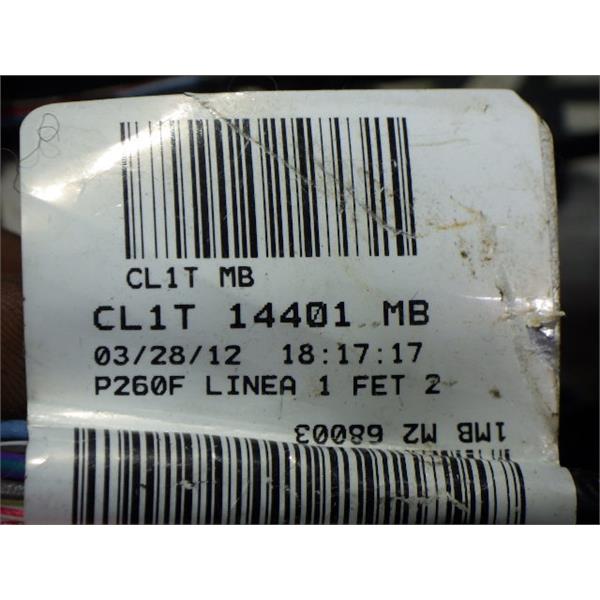 CL1T MB
CL1T 14401 MB
03/28/12 18:17:17
P260F LINEA 1 FET 2
1MB M2 68003